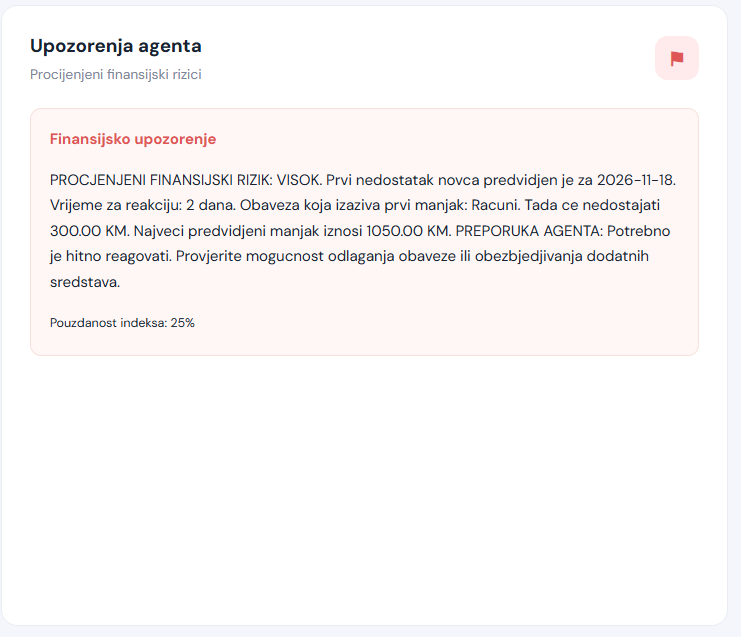 Upozorenja agenta
Procijenjeni finansijski rizici
Finansijsko upozorenje
PROCJENJENI FINANSIJSKI RIZIK: VISOK. Prvi nedostatak novca predvidjen je za 2026-11-18.
Vrijeme za reakciju: 2 dana. Obaveza koja izaziva prvi manjak: Racuni. Tada ce nedostajati
300.00 KM. Najveci predvidjeni manjak iznosi 1050.00 KM. PREPORUKA AGENTA: Potrebno
je hitno reagovati. Provjerite mogucnost odlaganja obaveze ili obezbjedjivanja dodatnih
sredstava.
Pouzdanost indeksa: 25%